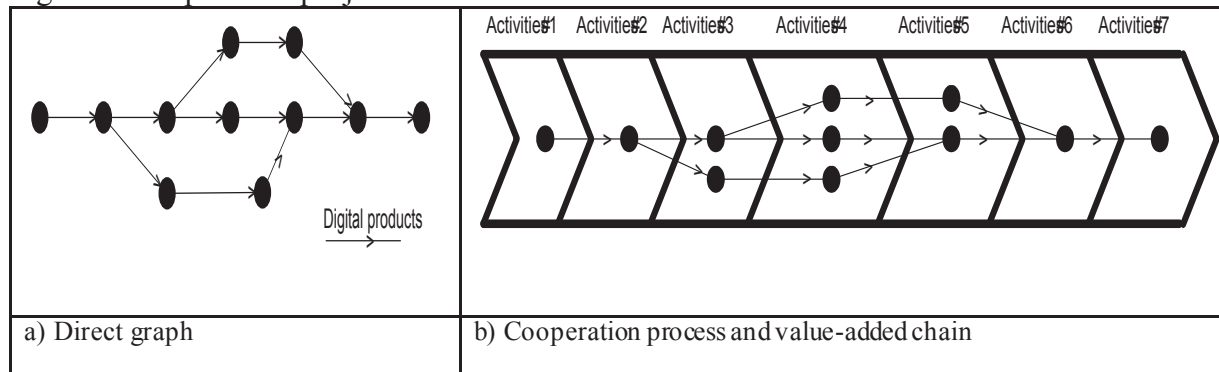 Activities#1 Activities#2 Activities#3 Activities#4 Activities#5 Activities#6 Activities#7
Digital products
a) Direct graph
b) Cooperation process and value-added chain